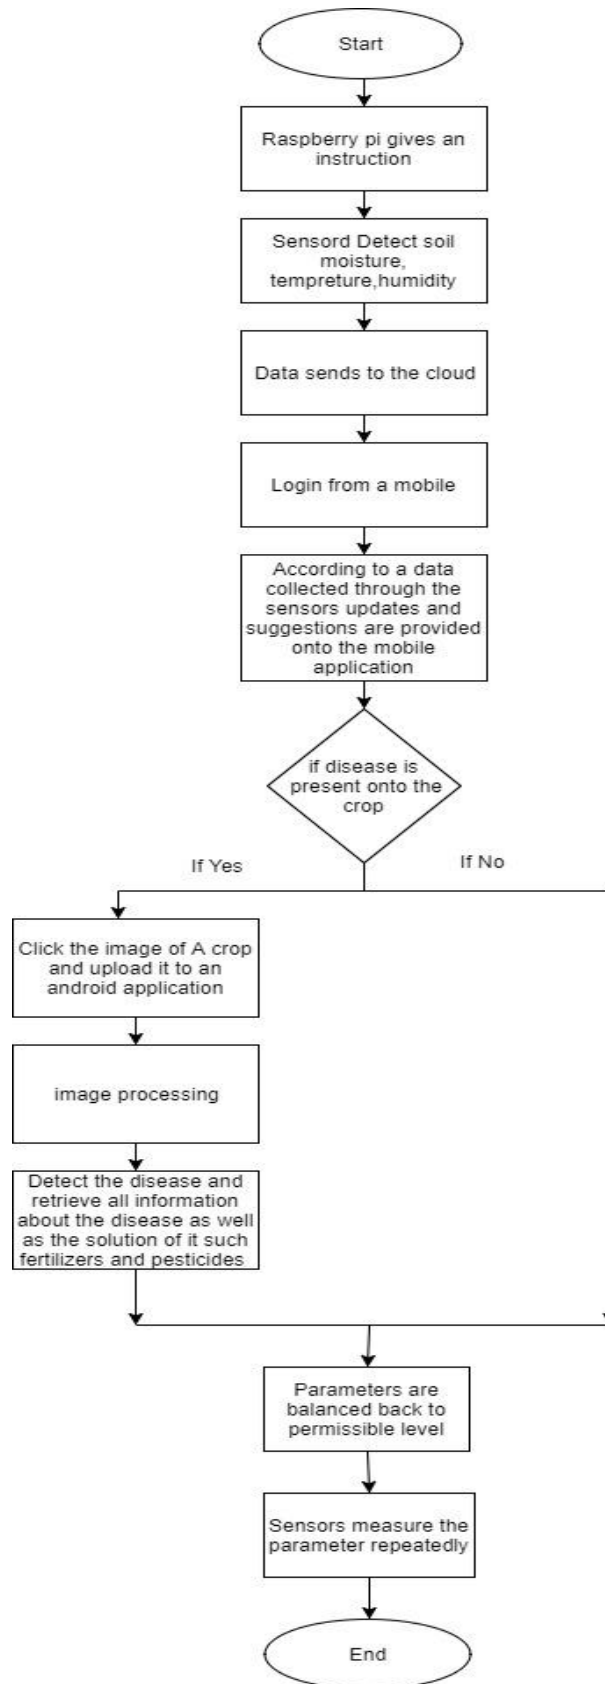 Start
Raspberry pi gives an
instruction
Sensord Detect soil
moisture,
tempreture,humidity
Data sends to the cloud
Login from a mobile
According to a data
collected through the
sensors updates and
suggestions are provided
onto the mobile
application
if disease is
present onto the
crop
If Yes
If No
Click the image of A crop
and upload it to an
android application
image processing
Detect the disease and
retrieve all information
about the disease as well
as the solution of it such
fertilizers and pesticides
Parameters are
balanced back to
permissible level
Sensors measure the
parameter repeatedly
End